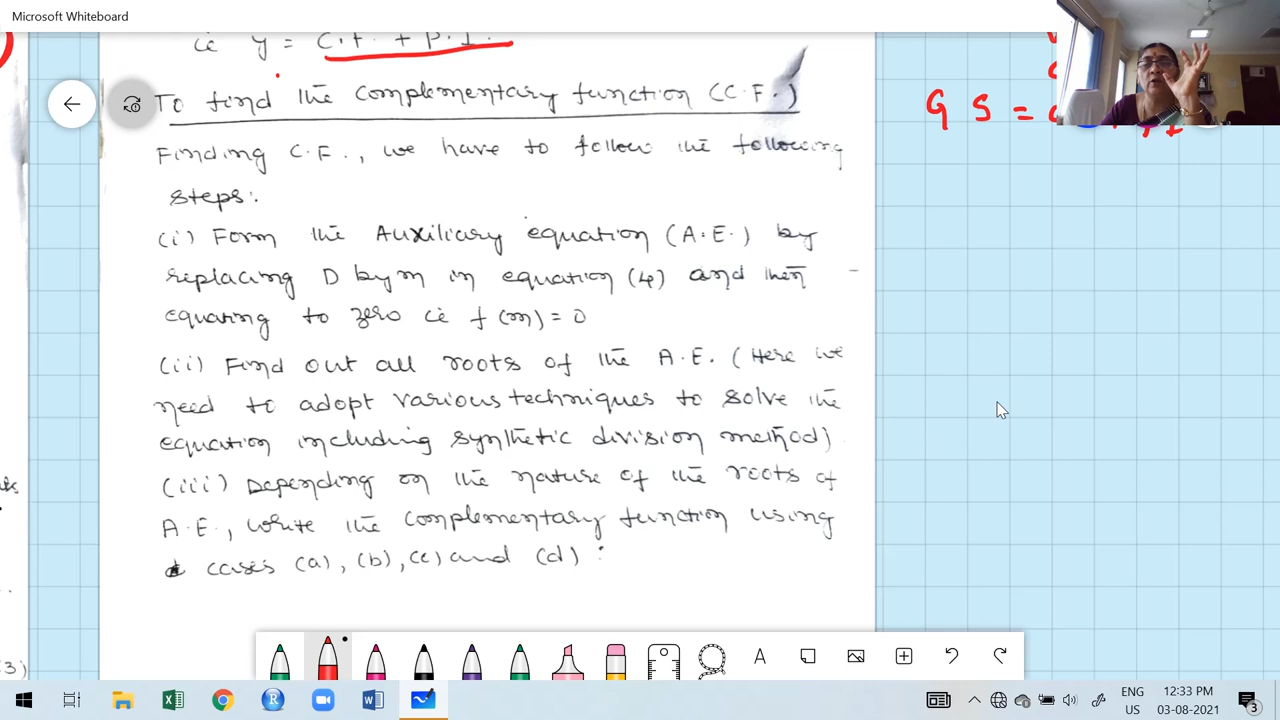 Microsoft Whiteboard
ie y = C.F. + P.I.
To find the complementary function (C.F.)
G S =
Finding C.F., we have to follow the following
steps:
(i) Form the Auxiliary equation (A.E.) by
replacing D by m in equation (4) and then
equating to zero ie f(m) = 0
(ii) Find out all roots of the A.E. (Here we
need to adopt various techniques to solve the
equation including synthetic division method)
(iii) Depending on the nature of the roots of
A.E., write the complementary function using
cases (a), (b), (c) and (d) :
3)
A
ENG
US
12:33 PM
03-08-2021
3